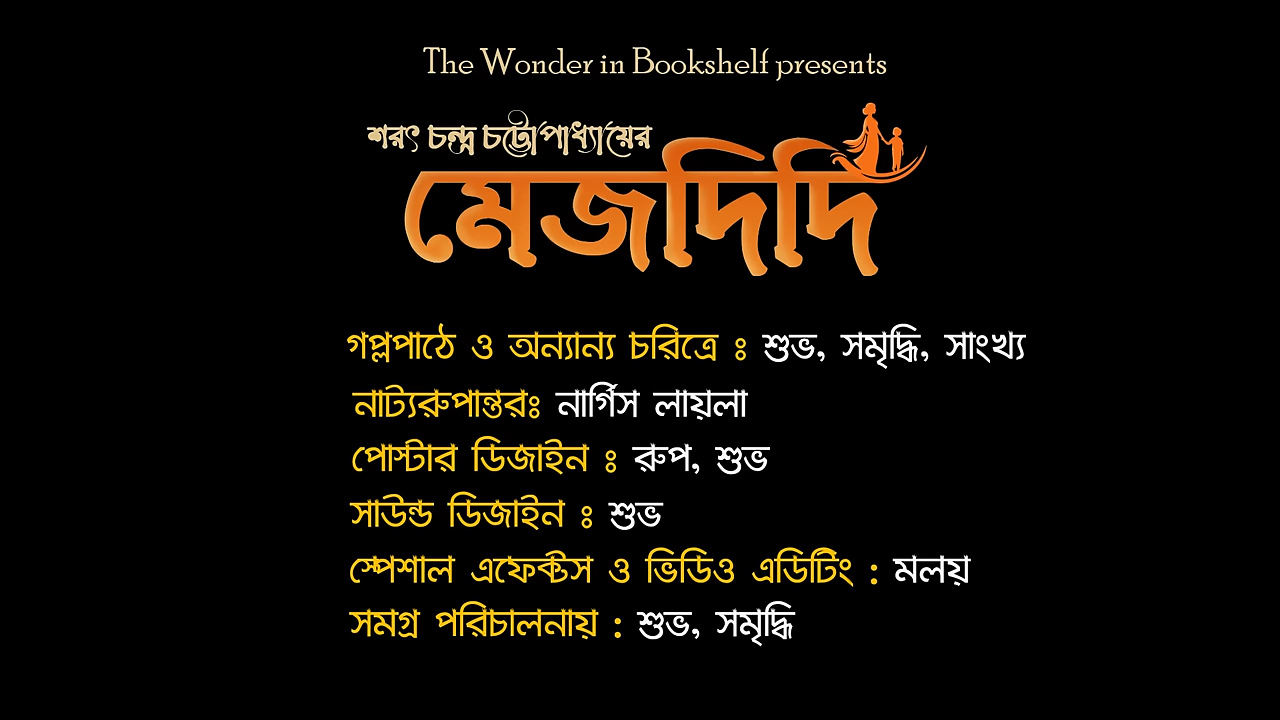 The Wonder in Bookshelf presents
শরৎ চন্দ্র চট্টোপাধ্যায়ের
মেজদিদি
গল্পপাঠে ও অন্যান্য চরিত্রে ঃ শুভ, সমৃদ্ধি, সাংখ্য
নাট্যরুপান্তরঃ নার্গিস লায়লা
পোস্টার ডিজাইন ঃ রুপ, শুভ
সাউন্ড ডিজাইন ঃ শুভ
স্পেশাল এফেক্টস ও ভিডিও এডিটিং : মলয়
সমগ্র পরিচালনায় : শুভ, সমৃদ্ধি